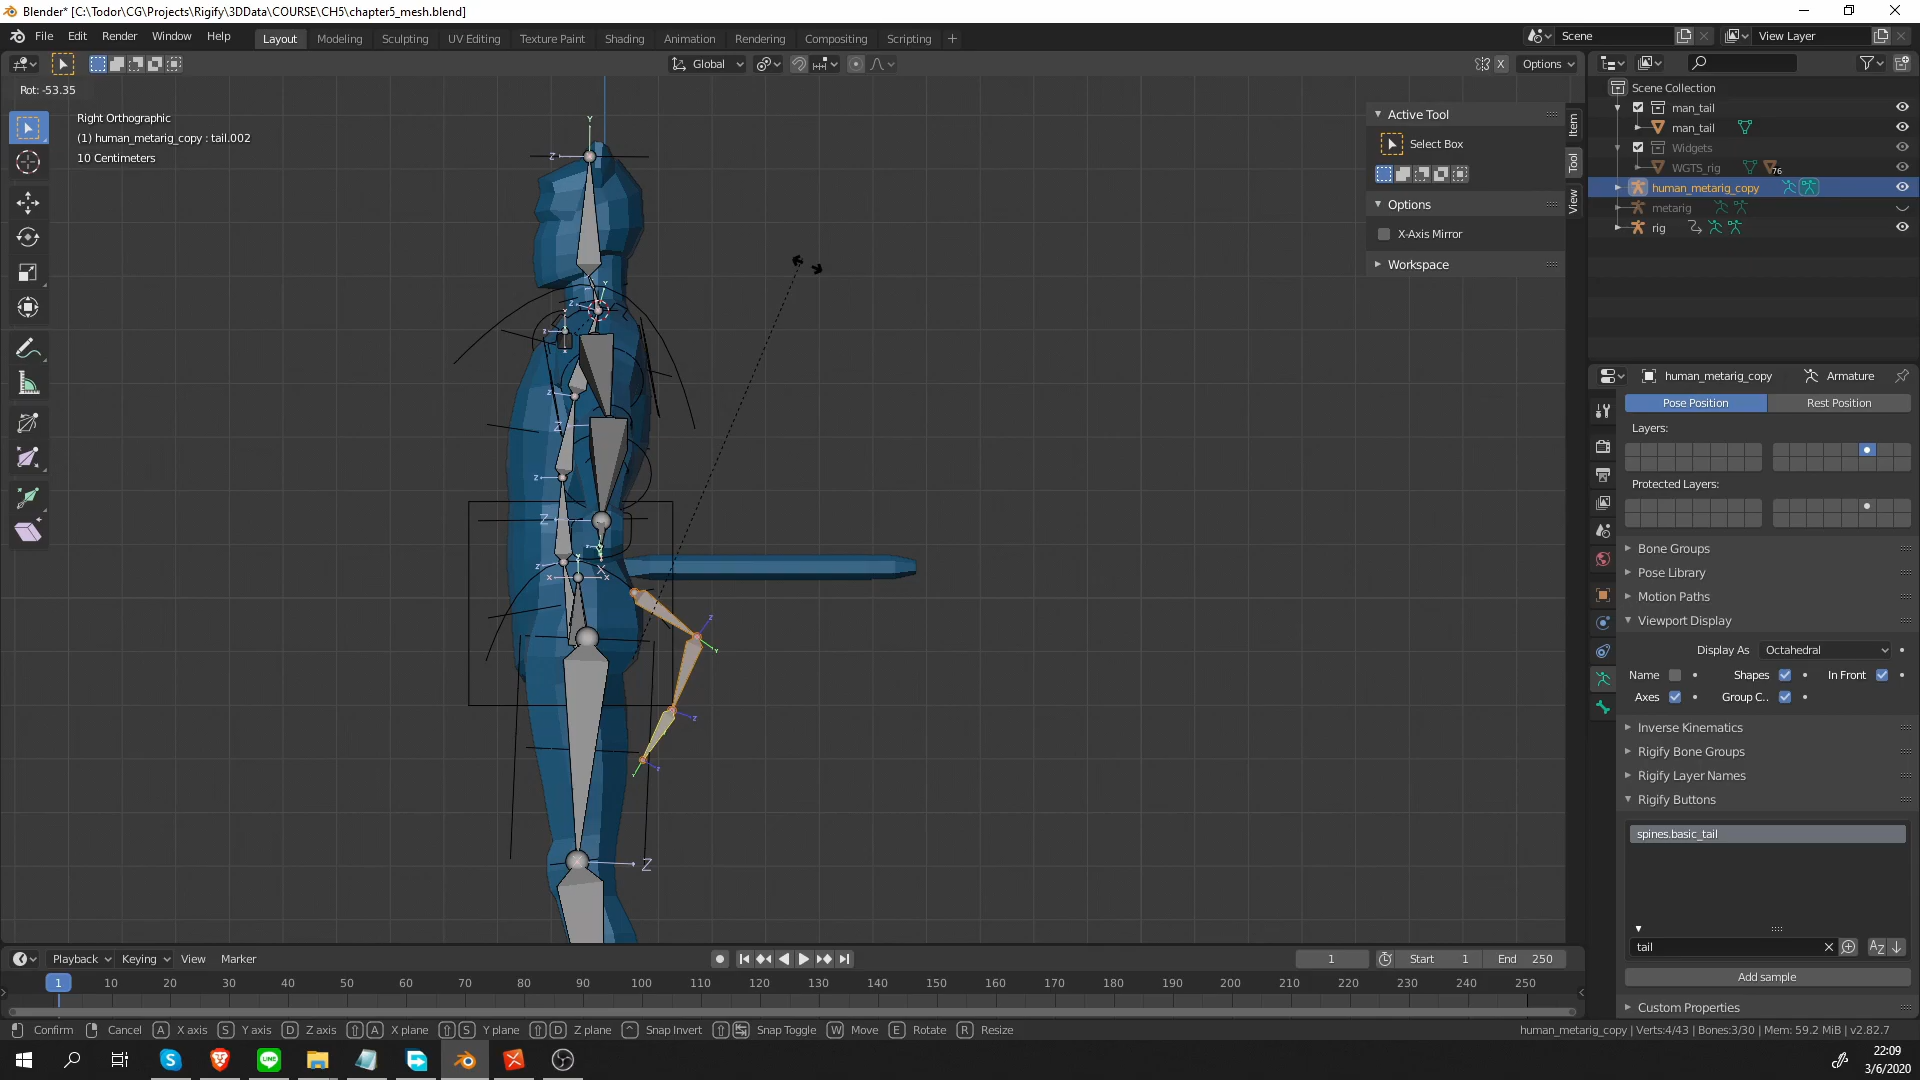 Blender* [C:\Todor\CG\Projects\Rigify\3DData\COURSE\CH5\chapter5_mesh.blend]
File Edit Render Window Help Layout Modeling Sculpting UV Editing Texture Paint Shading Animation Rendering Compositing Scripting + Scene View Layer
Global X Options
Rot: -53.35
Right Orthographic
(1) human_metarig_copy : tail.002
10 Centimeters
Active Tool
Select Box
Options
X-Axis Mirror
Workspace
Item
Tool
View
Scene Collection
man_tail
man_tail
Widgets
WGTS_rig 76
human_metarig_copy
metarig
rig
human_metarig_copy Armature
Pose Position Rest Position
Layers:
Protected Layers:
Bone Groups
Pose Library
Motion Paths
Viewport Display
Display As Octahedral
Name Shapes In Front
Axes Group C..
Inverse Kinematics
Rigify Bone Groups
Rigify Layer Names
Rigify Buttons
spines.basic_tail
tail
Add sample
Custom Properties
Playback Keying View Marker 1 Start 1 End 250
1 10 20 30 40 50 60 70 80 90 100 110 120 130 140 150 160 170 180 190 200 210 220 230 240 250
Confirm Cancel A X axis S Y axis D Z axis A X plane S Y plane D Z plane ^ Snap Invert Snap Toggle W Move E Rotate R Resize human_metarig_copy | Verts:4/43 | Bones:3/30 | Mem: 59.2 MiB | v2.82.7
22:09
3/6/2020